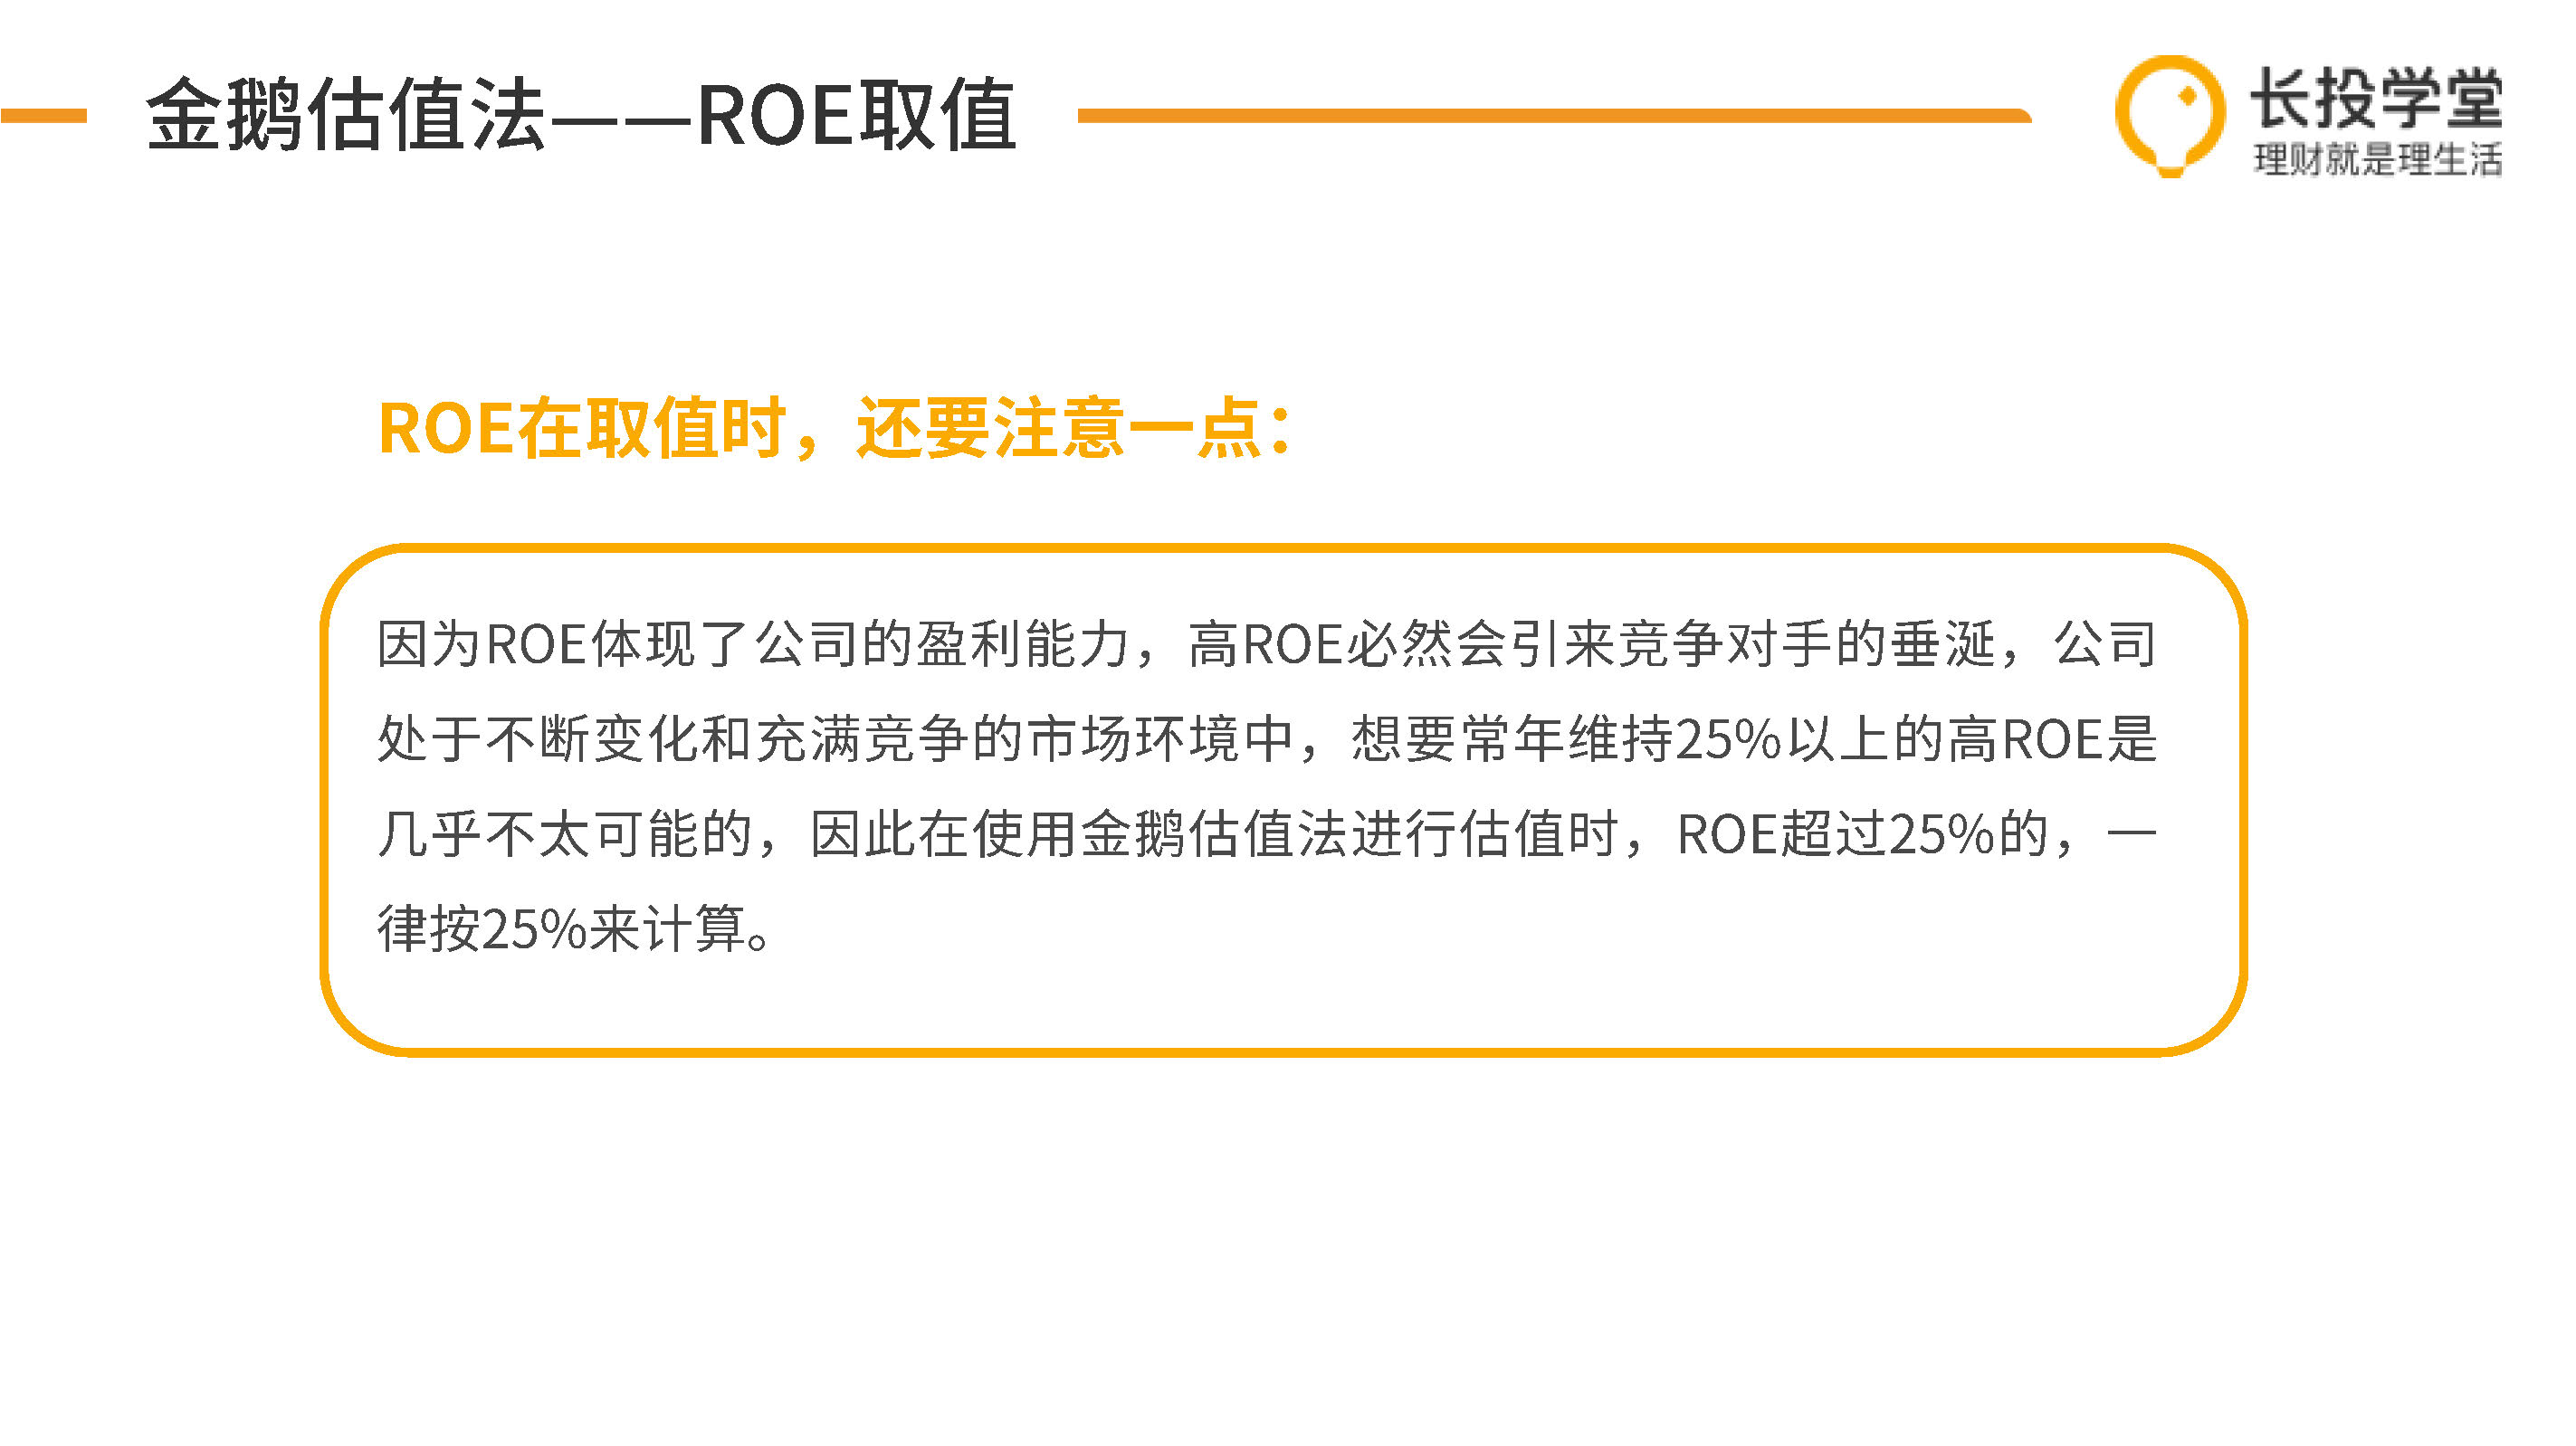 金鹅估值法——ROE取值
长投学堂
理财就是理生活
ROE在取值时，还要注意一点：
因为ROE体现了公司的盈利能力，高ROE必然会引来竞争对手的垂涎，公司
处于不断变化和充满竞争的市场环境中，想要常年维持25%以上的高ROE是
几乎不太可能的，因此在使用金鹅估值法进行估值时，ROE超过25%的，一
律按25%来计算。